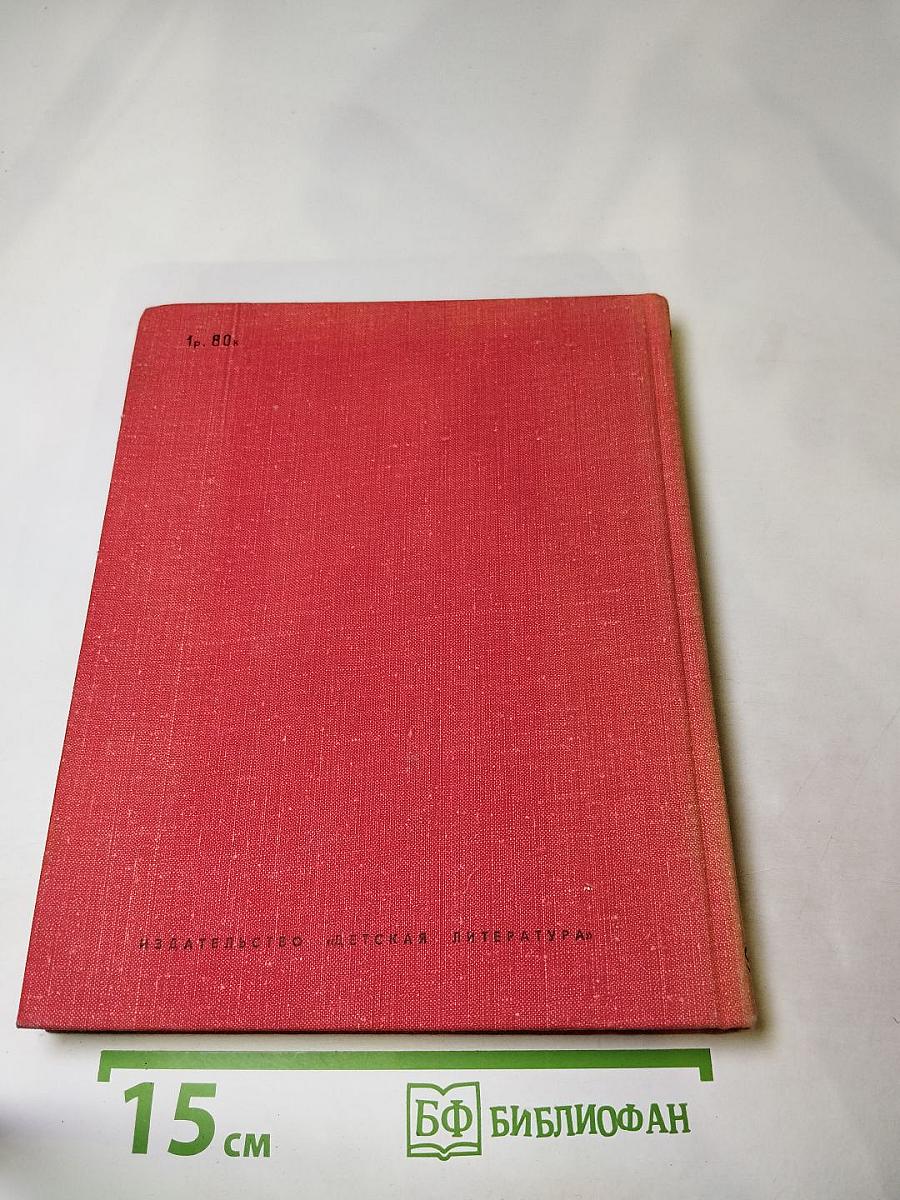 1р. 80к
ИЗДАТЕЛЬСТВО «ДЕТСКАЯ ЛИТЕРАТУРА»
15 см
БФ БИБЛИОФАН